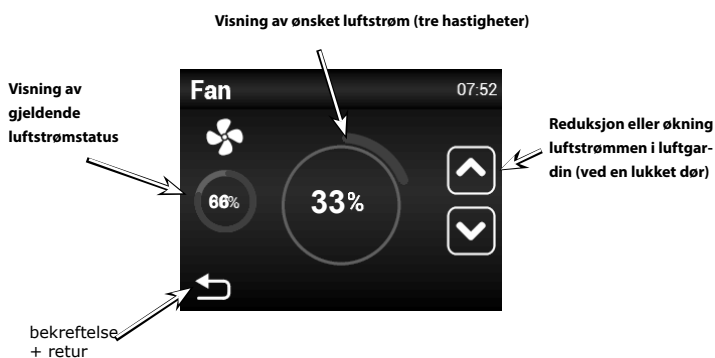 Visning av ønsket luftstrøm (tre hastigheter)
Visning av
gjeldende
luftstrømstatus
Fan
07:52
66%
33%
Reduksjon eller økning
luftstrømmen i luftgar-
din (ved en lukket dør)
bekreftelse
+ retur